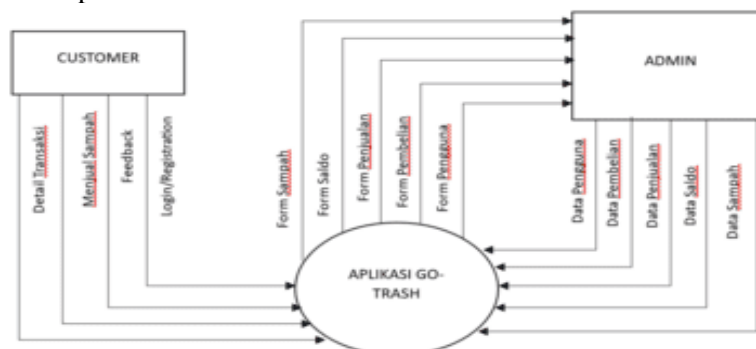 CUSTOMER
ADMIN
Detail Transaksi
Menjual Sampah
Feedback
Login/Registration
Form Sampah
Form Saldo
Form Penjualan
Form Pembelian
Form Pengguna
Data Pengguna
Data Pembelian
Data Penjualan
Data Saldo
Data Sampah
APLIKASI GO-
TRASH